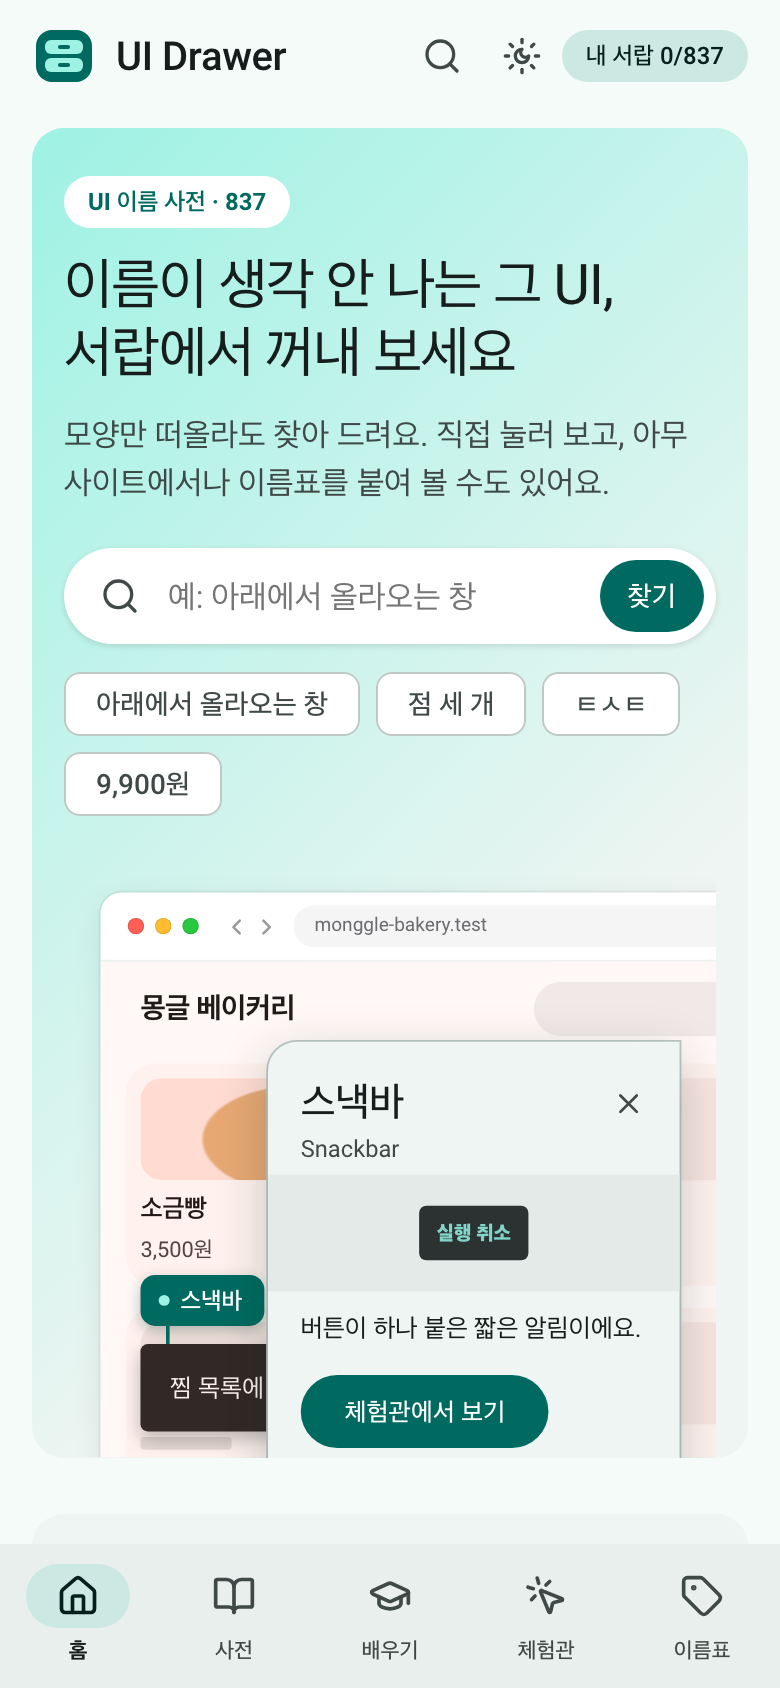 UI Drawer
내 서랍 0/837
UI 이름 사전 · 837
이름이 생각 안 나는 그 UI,
서랍에서 꺼내 보세요
모양만 떠올라도 찾아 드려요. 직접 눌러 보고, 아무
사이트에서나 이름표를 붙여 볼 수도 있어요.
예: 아래에서 올라오는 창
찾기
아래에서 올라오는 창
점 세 개
ㅌㅅㅌ
9,900원
monggle-bakery.test
몽글 베이커리
스낵바
Snackbar
소금빵
실행 취소
3,500원
스낵바
버튼이 하나 붙은 짧은 알림이에요.
찜 목록에
체험관에서 보기
홈
사전
배우기
체험관
이름표